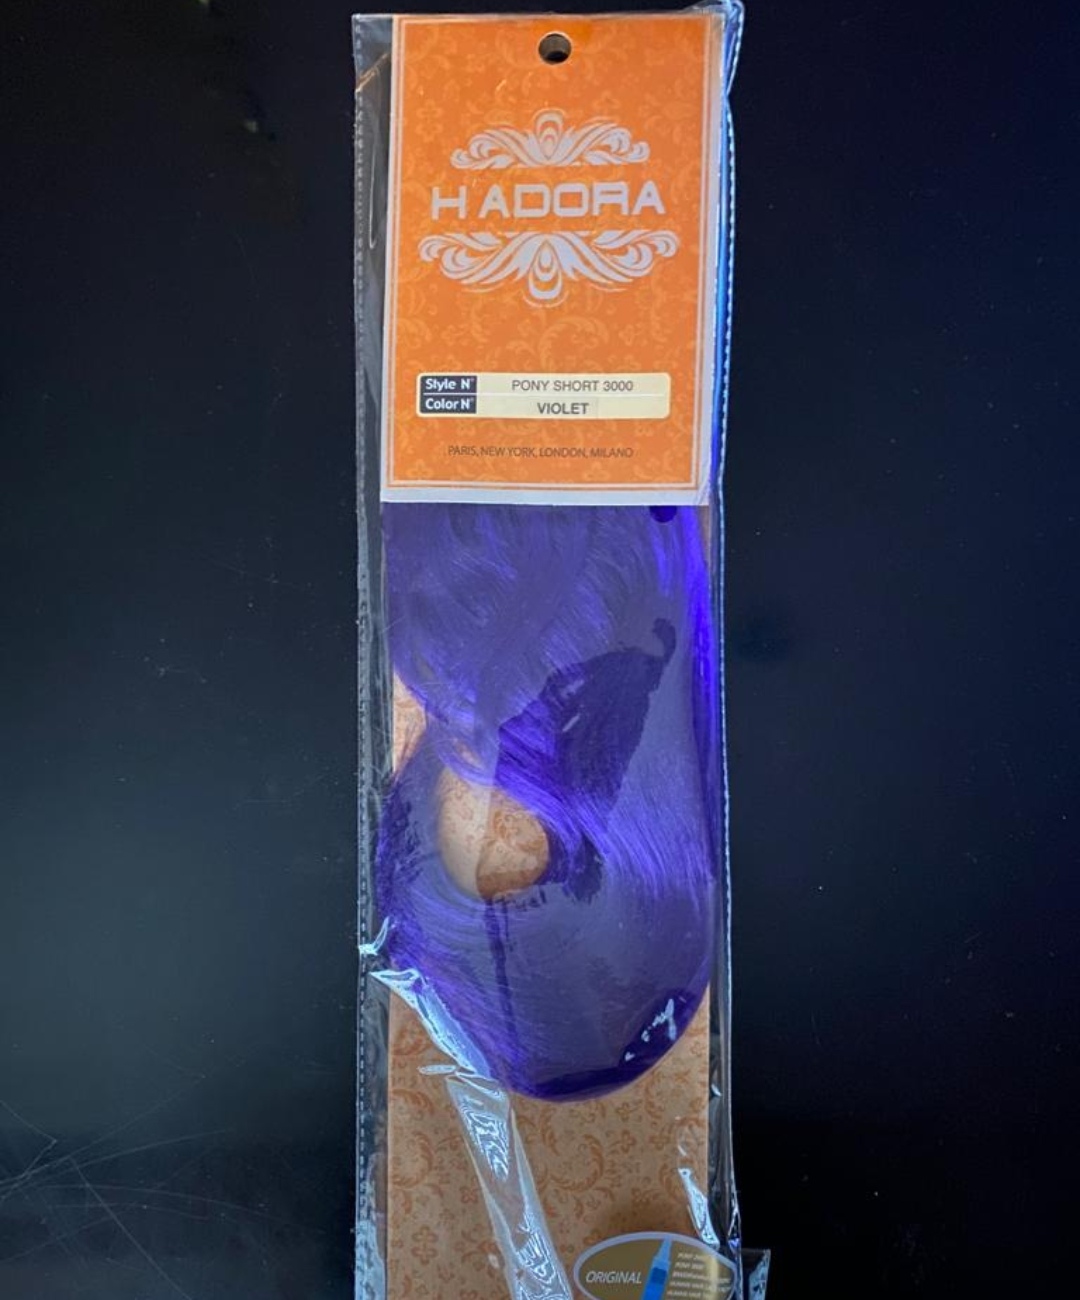 H ADORA
Style N° PONY SHORT 3000
Color N° VIOLET
PARIS, NEW YORK, LONDON, MILANO
ORIGINAL